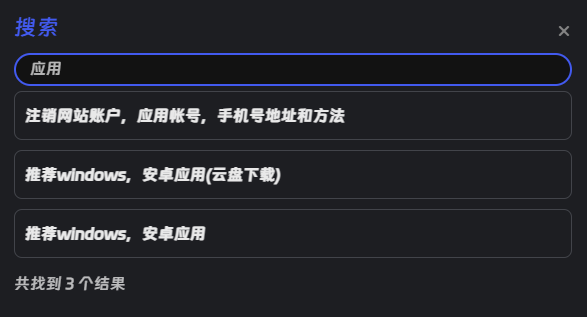 搜索
应用
注销网站账户，应用帐号，手机号地址和方法
推荐windows，安卓应用(云盘下载)
推荐windows，安卓应用
共找到 3 个结果